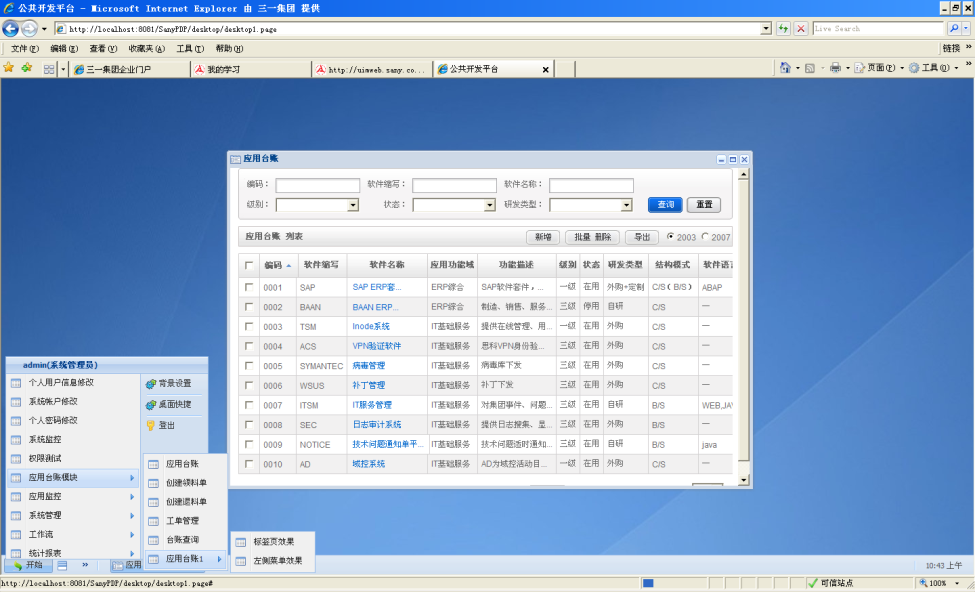 公共开发平台 - Microsoft Internet Explorer 由 三一集团 提供
http://localhost:8081/SanyPDP/desktop/desktop1.page
Live Search
文件(F) 编辑(E) 查看(V) 收藏夹(A) 工具(T) 帮助(H) 链接 »
三一集团企业门户 我的学习 http://uimweb.sany.co... 公共开发平台 页面(P) 工具(O) »
应用台账
编码： 软件缩写： 软件名称：
级别： 状态： 研发类型： 查询 重置
应用台账 列表 新增 批量 删除 导出 2003 2007
编码 软件缩写 软件名称 应用功能域 功能描述 级别 状态 研发类型 结构模式
0001 SAP SAP ERP套... ERP综合 SAP软件套件，... 一级 在用 外购+定制 C/S（B/S） ABAP
0002 BAAN BAAN ERP... ERP综合 制造、销售、服务... 三级 停用 自研 C/S —
0003 TSM Inode系统 IT基础服务 提供在线管理、用... 一级 在用 外购 C/S —
0004 ACS VPN验证软件 IT基础服务 思科VPN身份验... 三级 在用 外购 C/S —
0005 SYMANTEC 病毒管理 IT基础服务 病毒库下发 三级 在用 外购 C/S —
0006 WSUS 补丁管理 IT基础服务 补丁下发 三级 在用 外购 C/S —
0007 ITSM IT服务管理 IT基础服务 对集团事件、问题... 三级 在用 自研 B/S WEB,JAV
0008 SEC 日志审计系统 IT基础服务 提供日志搜集、显... 三级 在用 外购 B/S —
0009 NOTICE 技术问题通知单平... IT基础服务 技术问题适时通知... 三级 在用 自研 B/S java
0010 AD 域控系统 IT基础服务 AD为域控活动目... 一级 在用 外购 C/S —
admin(系统管理员)
个人用户信息修改
系统帐户修改
个人密码修改
系统监控
权限测试
应用台账模块
应用监控
系统管理
工作流
统计报表
背景设置
桌面快捷
登出
应用台账
创建领料单
创建退料单
工单管理
台账查询
应用台账1
标签页效果
左侧菜单效果
开始 » 应用 10:43 上午
http://localhost:8081/SanyPDP/desktop/desktop1.page# 可信站点 100%